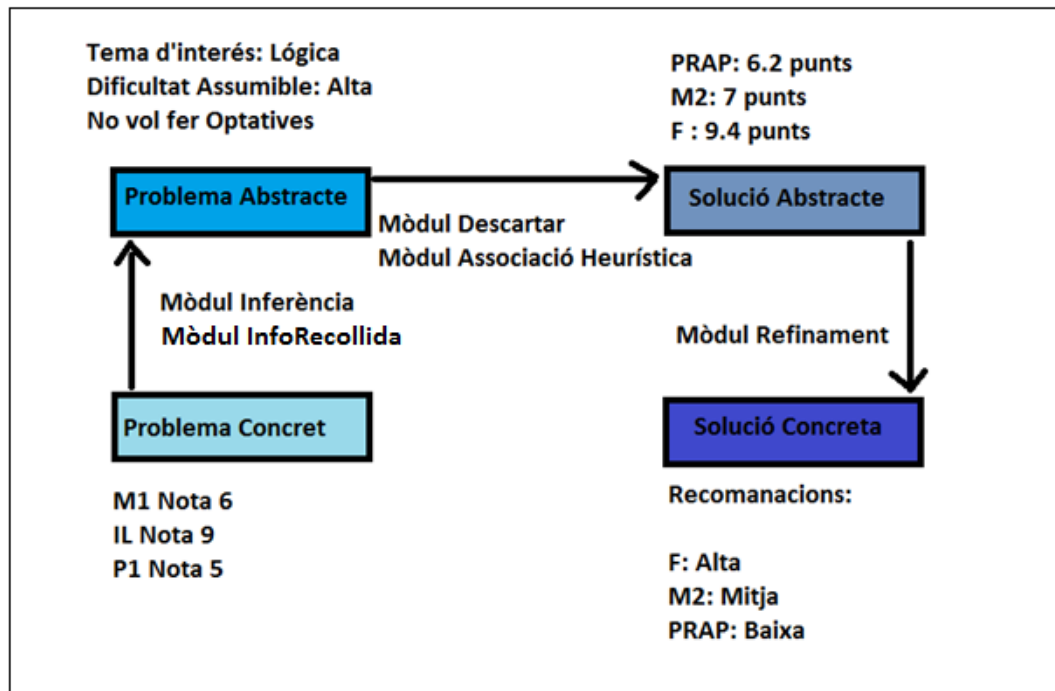 Tema d'interés: Lógica
Dificultat Assumible: Alta
No vol fer Optatives
PRAP: 6.2 punts
M2: 7 punts
F : 9.4 punts
Problema Abstracte
Solució Abstracte
Mòdul Descartar
Mòdul Associació Heurística
Mòdul Inferència
Mòdul InfoRecollida
Mòdul Refinament
Problema Concret
Solució Concreta
M1 Nota 6
IL Nota 9
P1 Nota 5
Recomanacions:
F: Alta
M2: Mitja
PRAP: Baixa